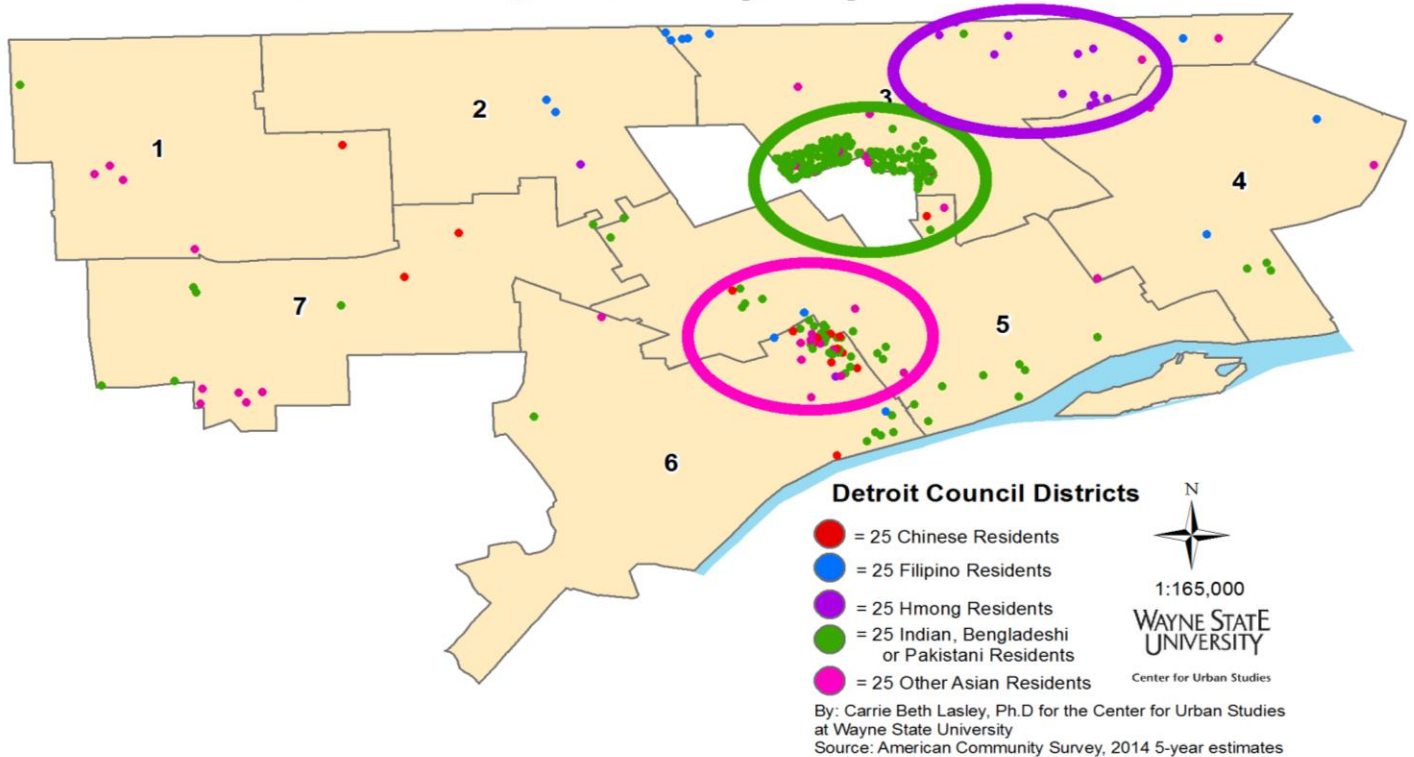 1
2
3
4
5
6
7
Detroit Council Districts
= 25 Chinese Residents
= 25 Filipino Residents
= 25 Hmong Residents
= 25 Indian, Bengladeshi
or Pakistani Residents
= 25 Other Asian Residents
N
1:165,000
WAYNE STATE
UNIVERSITY
Center for Urban Studies
By: Carrie Beth Lasley, Ph.D for the Center for Urban Studies
at Wayne State University
Source: American Community Survey, 2014 5-year estimates